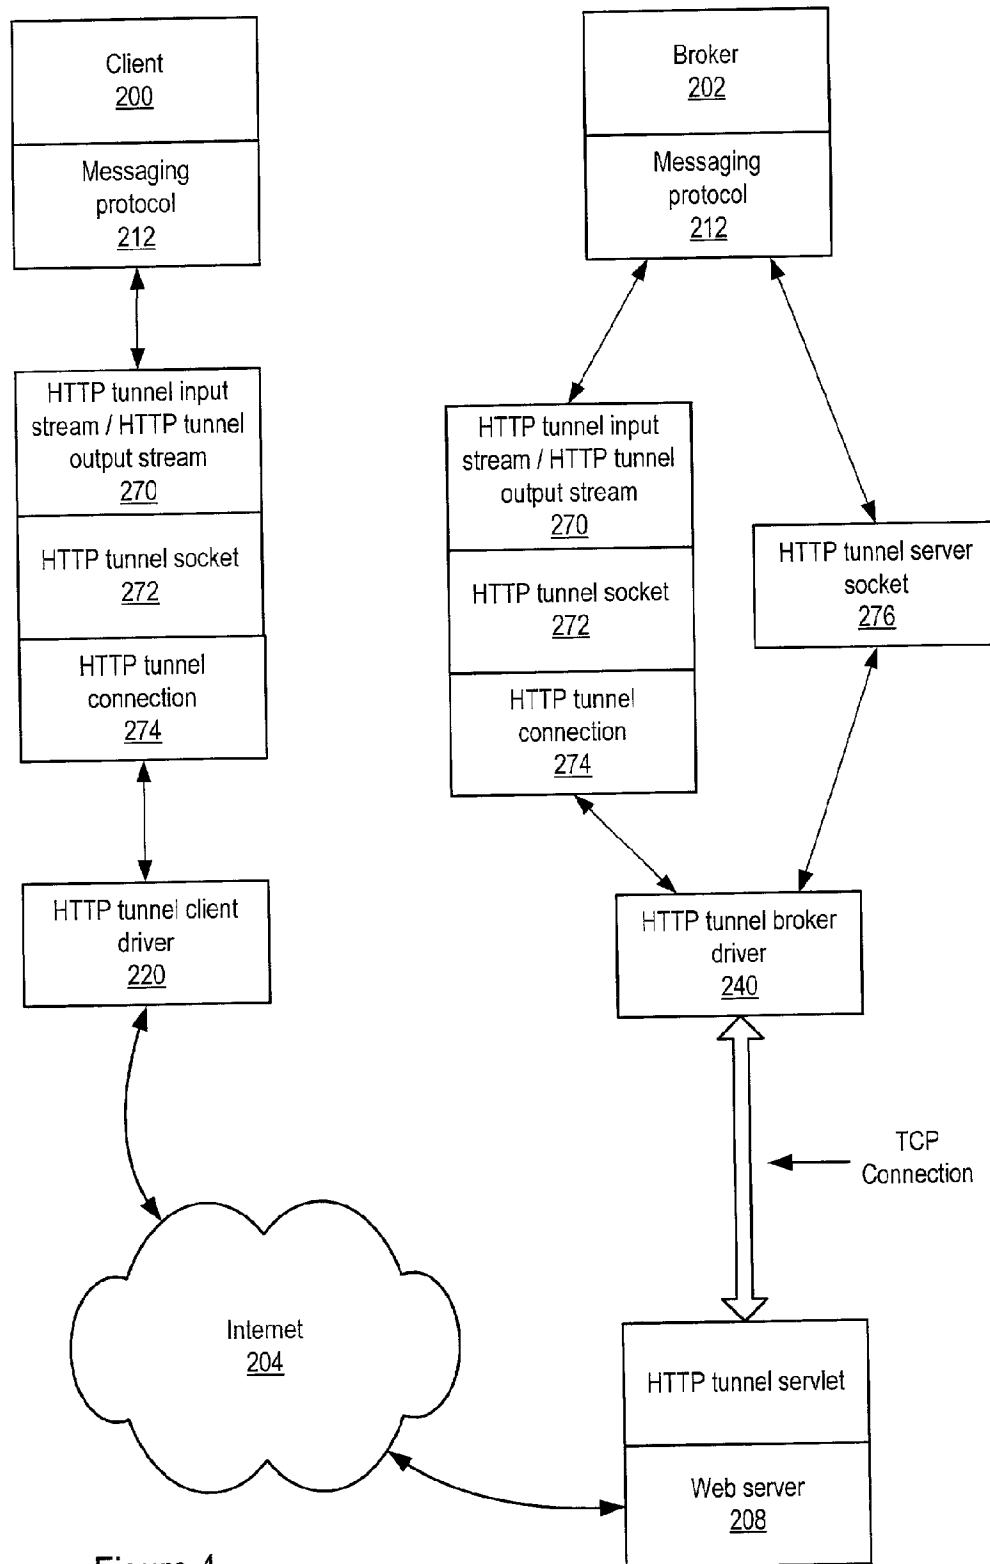 Client
200
Messaging
protocol
212
Broker
202
Messaging
protocol
212
HTTP tunnel input
stream / HTTP tunnel
output stream
270
HTTP tunnel socket
272
HTTP tunnel
connection
274
HTTP tunnel input
stream / HTTP tunnel
output stream
270
HTTP tunnel socket
272
HTTP tunnel
connection
274
HTTP tunnel server
socket
276
HTTP tunnel client
driver
220
HTTP tunnel broker
driver
240
TCP
Connection
Internet
204
HTTP tunnel servlet
Web server
208
Figure 4